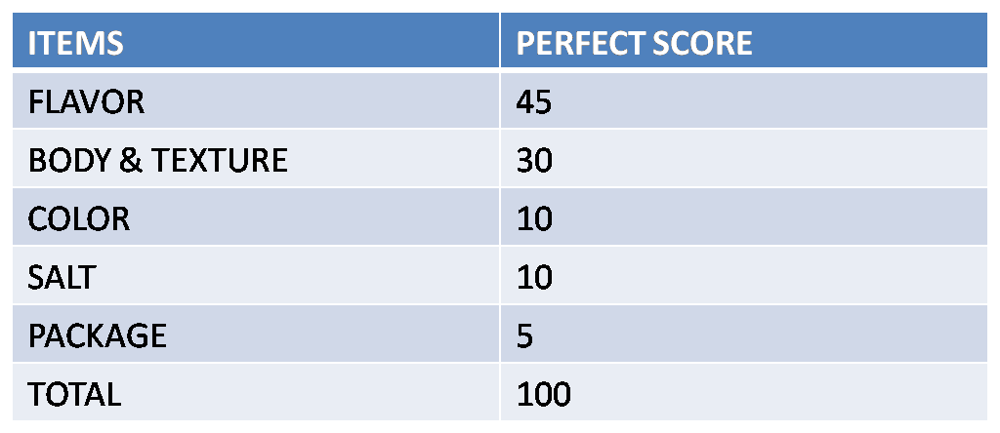 ITEMS PERFECT SCORE
FLAVOR 45
BODY & TEXTURE 30
COLOR 10
SALT 10
PACKAGE 5
TOTAL 100